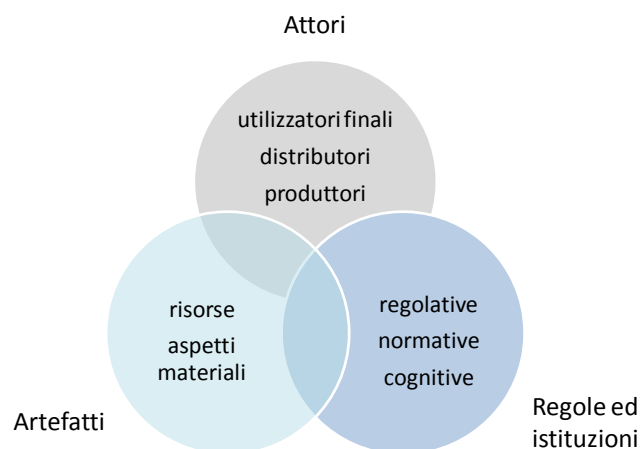 Attori
utilizzatori finali
distributori
produttori
risorse
aspetti
materiali
regolative
normative
cognitive
Artefatti
Regole ed
istituzioni